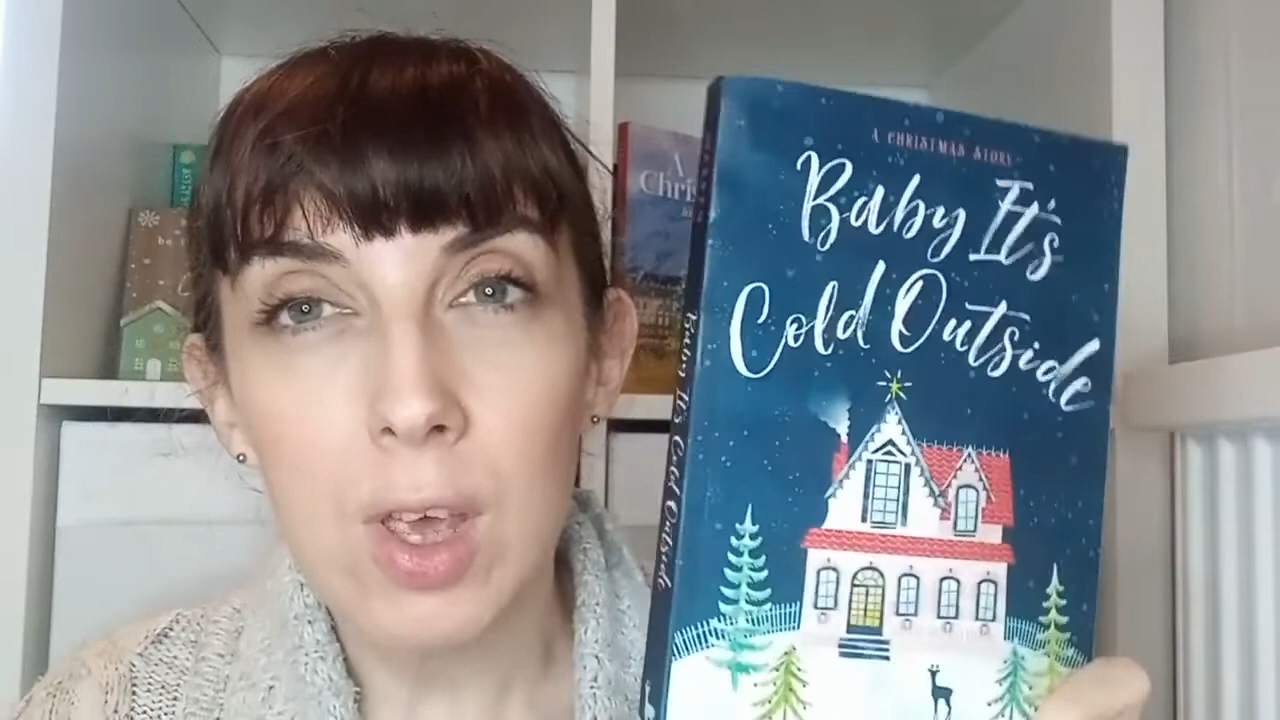 A CHRISTMAS STORY
Baby It's
Cold Outside
Baby It's Cold Outside
A